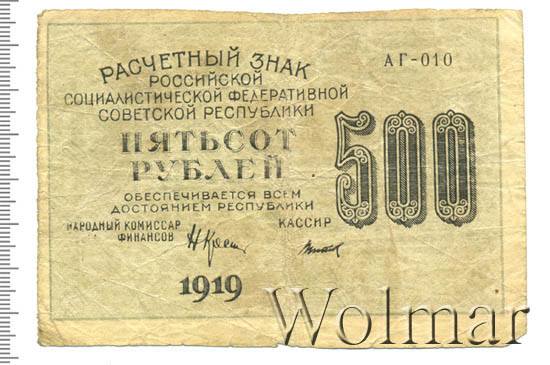 РАСЧЕТНЫЙ ЗНАК
РОССИЙСКОЙ
СОЦИАЛИСТИЧЕСКОЙ ФЕДЕРАТИВНОЙ
СОВЕТСКОЙ РЕСПУБЛИКИ
ПЯТЬСОТ
РУБЛЕЙ
ОБЕСПЕЧИВАЕТСЯ ВСЕМ
ДОСТОЯНИЕМ РЕСПУБЛИКИ
НАРОДНЫЙ КОМИССАР
ФИНАНСОВ
КАССИР
1919
АГ-010
500
Wolmar